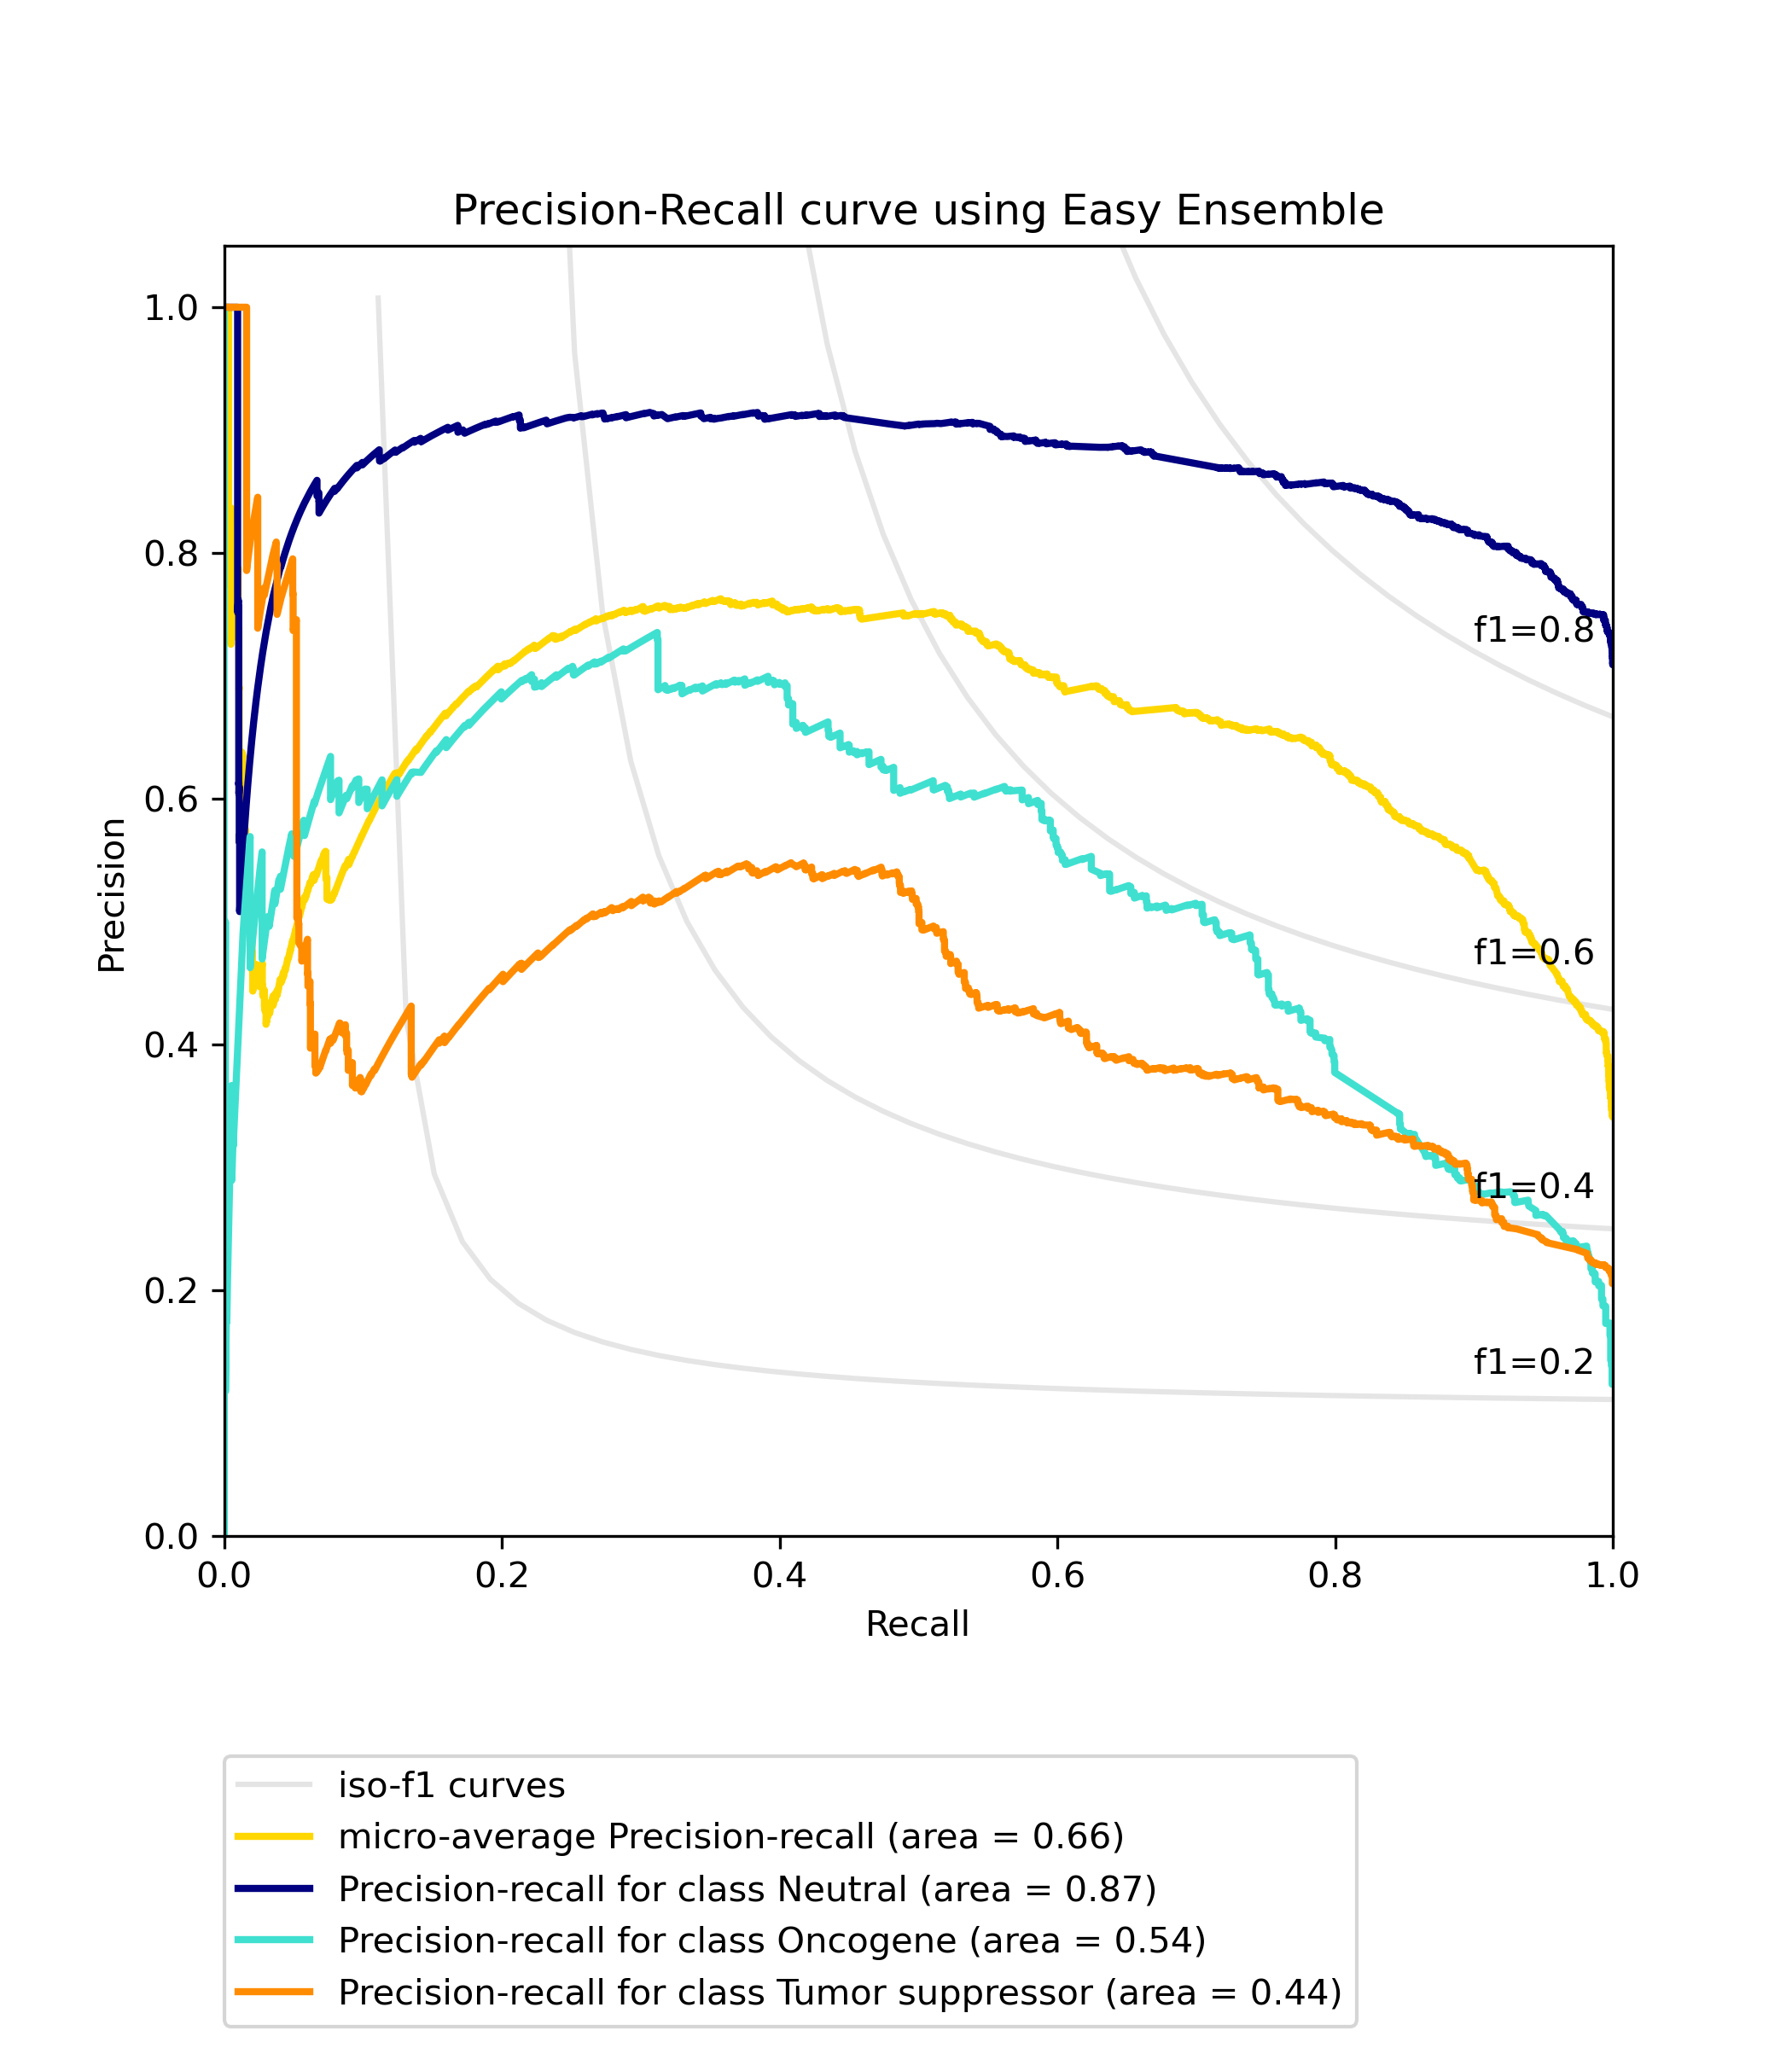 Precision-Recall curve using Easy Ensemble
1.0
0.8
0.6
0.4
0.2
0.0
Precision
f1=0.8
f1=0.6
f1=0.4
f1=0.2
0.0 0.2 0.4 0.6 0.8 1.0
Recall
iso-f1 curves
micro-average Precision-recall (area = 0.66)
Precision-recall for class Neutral (area = 0.87)
Precision-recall for class Oncogene (area = 0.54)
Precision-recall for class Tumor suppressor (area = 0.44)